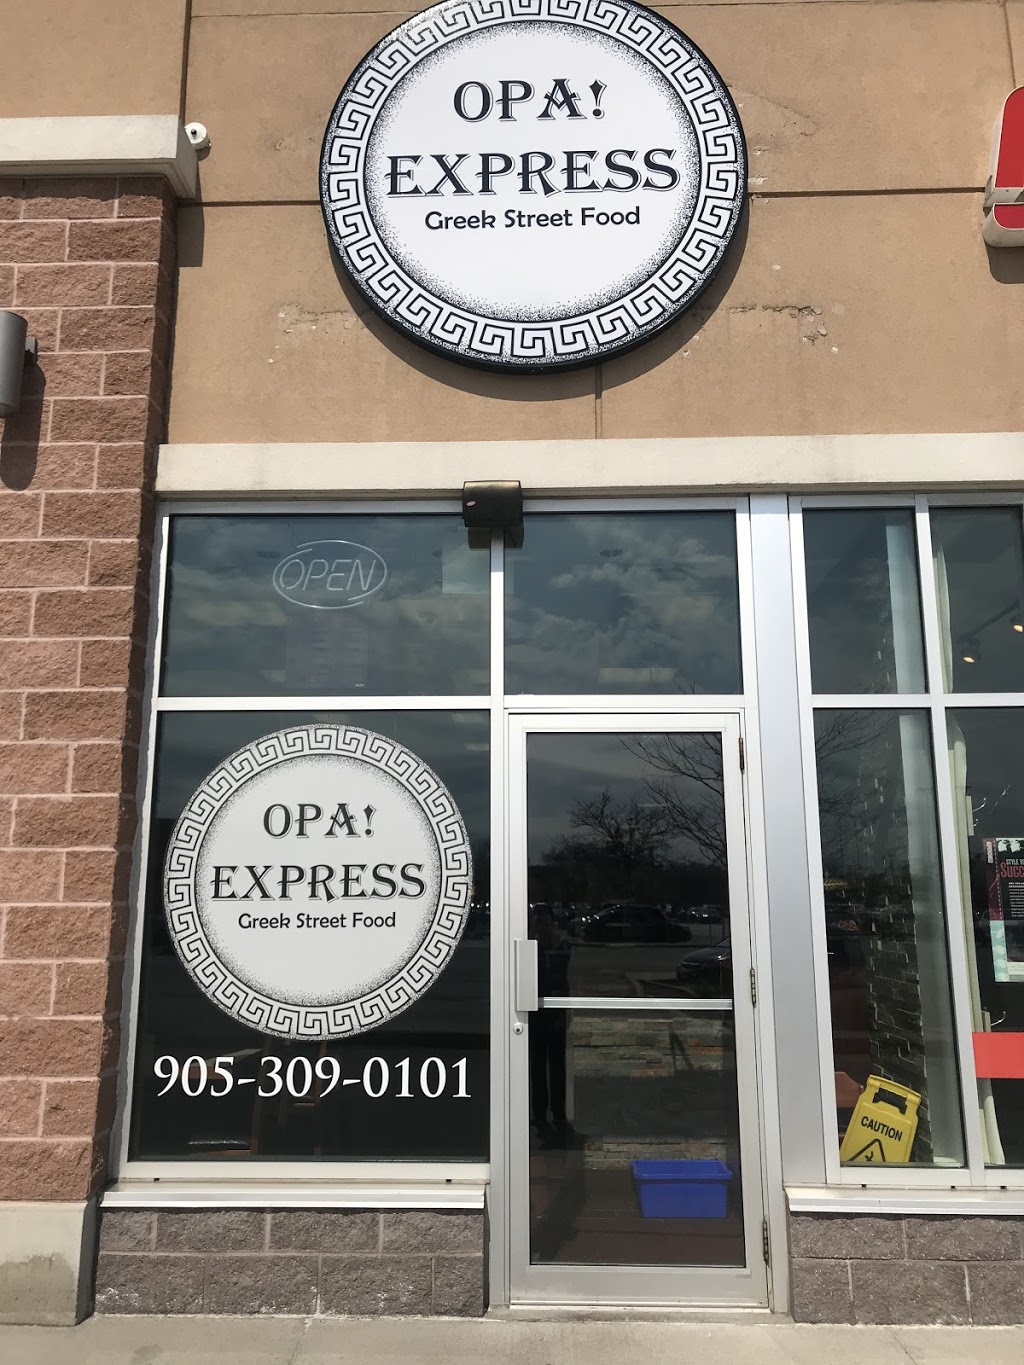 OPA!
EXPRESS
Greek Street Food
OPEN
OPA!
EXPRESS
Greek Street Food
905-309-0101
CAUTION